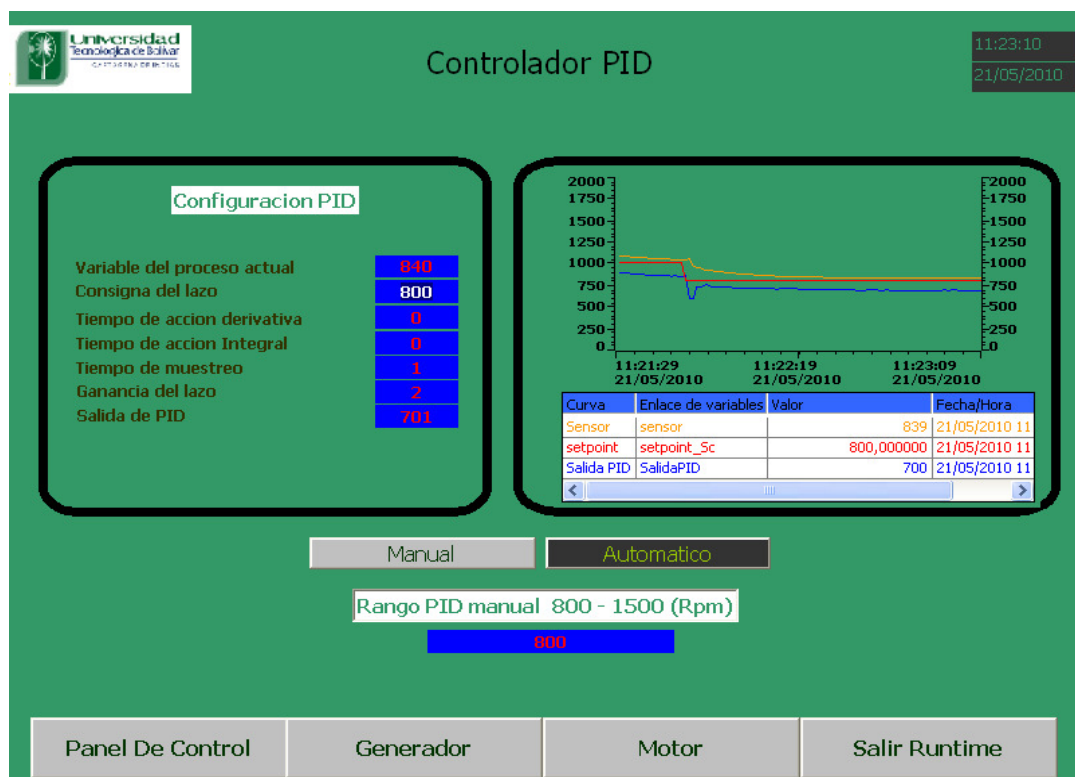 Universidad
Tecnologica de Bolivar
CARTAGENA DE INDIAS
Controlador PID
11:23:10
21/05/2010
Configuracion PID
Variable del proceso actual 840
Consigna del lazo 800
Tiempo de accion derivativa 0
Tiempo de accion Integral 0
Tiempo de muestreo 1
Ganancia del lazo 2
Salida de PID 701
2000 2000
1750 1750
1500 1500
1250 1250
1000 1000
750 750
500 500
250 250
0 0
11:21:29 11:22:19 11:23:09
21/05/2010 21/05/2010 21/05/2010
Curva Enlace de variables Valor Fecha/Hora
Sensor sensor 839 21/05/2010 11
setpoint setpoint_Sc 800,000000 21/05/2010 11
Salida PID SalidaPID 700 21/05/2010 11
Manual Automatico
Rango PID manual 800 - 1500 (Rpm)
800
Panel De Control Generador Motor Salir Runtime